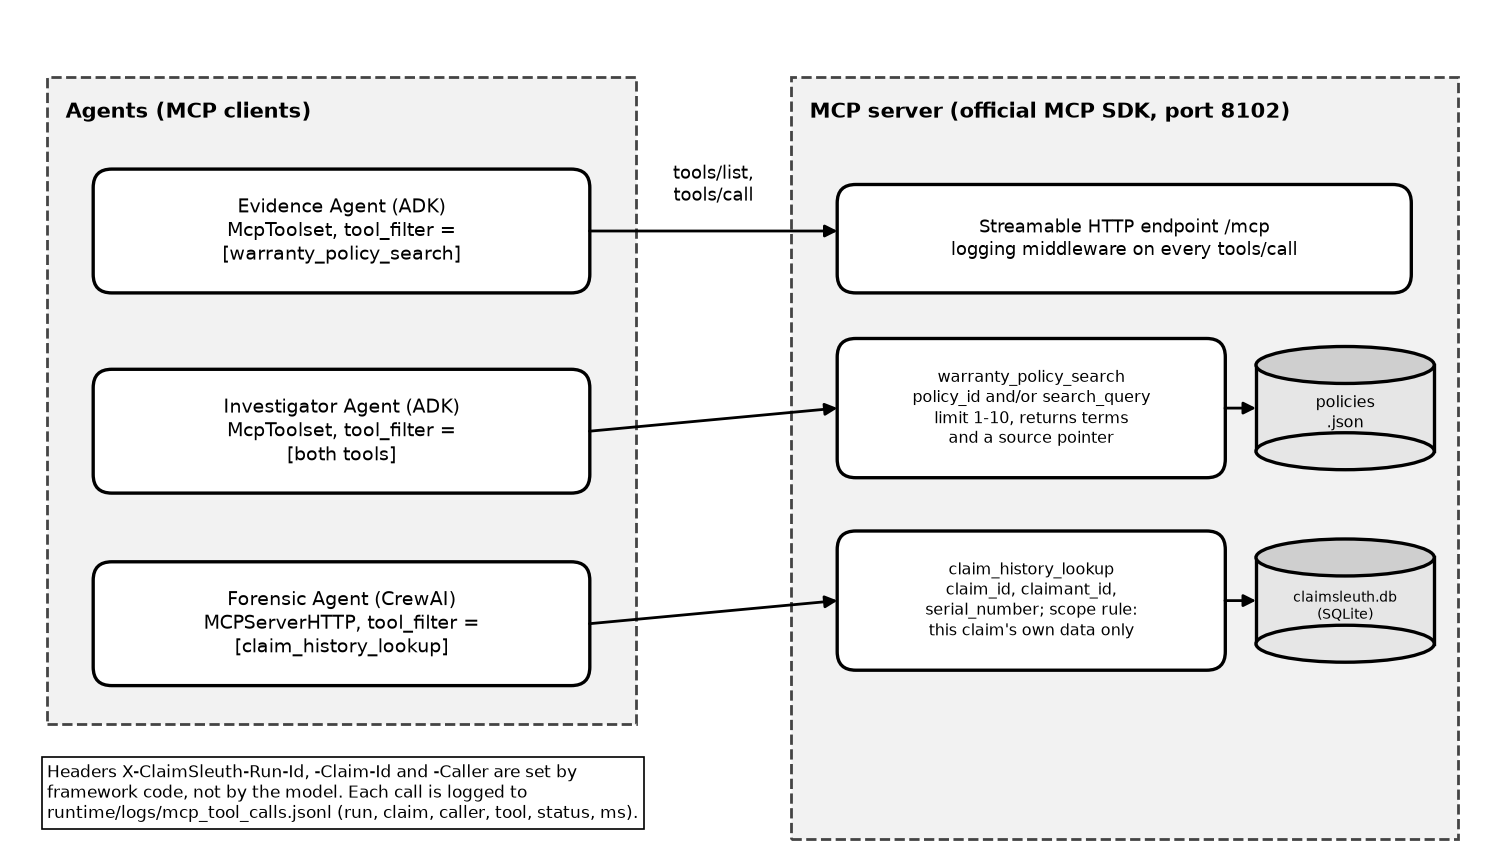 Agents (MCP clients)
Evidence Agent (ADK)
McpToolset, tool_filter =
[warranty_policy_search]
Investigator Agent (ADK)
McpToolset, tool_filter =
[both tools]
Forensic Agent (CrewAI)
MCPServerHTTP, tool_filter =
[claim_history_lookup]
tools/list,
tools/call
MCP server (official MCP SDK, port 8102)
Streamable HTTP endpoint /mcp
logging middleware on every tools/call
warranty_policy_search
policy_id and/or search_query
limit 1-10, returns terms
and a source pointer
policies
.json
claim_history_lookup
claim_id, claimant_id,
serial_number; scope rule:
this claim's own data only
claimsleuth.db
(SQLite)
Headers X-ClaimSleuth-Run-Id, -Claim-Id and -Caller are set by
framework code, not by the model. Each call is logged to
runtime/logs/mcp_tool_calls.jsonl (run, claim, caller, tool, status, ms).